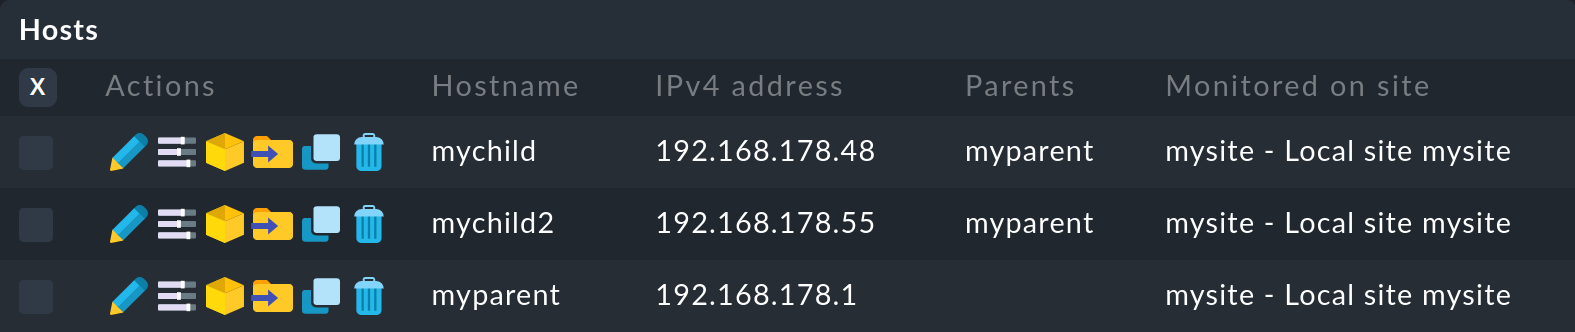 Hosts
X Actions Hostname IPv4 address Parents Monitored on site
mychild 192.168.178.48 myparent mysite - Local site mysite
mychild2 192.168.178.55 myparent mysite - Local site mysite
myparent 192.168.178.1 mysite - Local site mysite